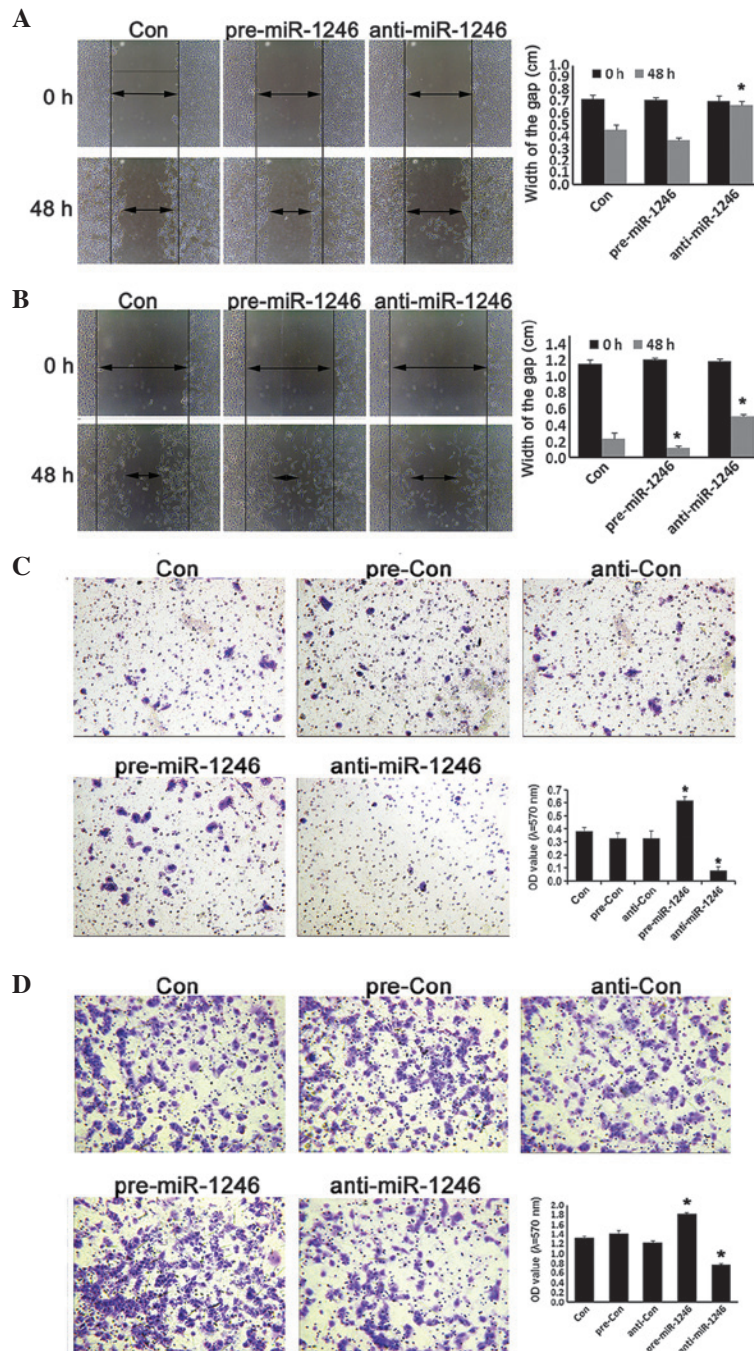 A
Con
pre-miR-1246
anti-miR-1246
0 h
48 h
Width of the gap (cm)
0 h
48 h
1.0
0.9
0.8
0.7
0.6
0.5
0.4
0.3
0.2
0.1
0.0
*
Con
pre-miR-1246
anti-miR-1246
B
Con
pre-miR-1246
anti-miR-1246
0 h
48 h
Width of the gap (cm)
0 h
48 h
1.4
1.2
1.0
0.8
0.6
0.4
0.2
0.0
*
*
Con
pre-miR-1246
anti-miR-1246
C
Con
pre-Con
anti-Con
pre-miR-1246
anti-miR-1246
OD value (λ=570 nm)
0.7
0.6
0.5
0.4
0.3
0.2
0.1
0
*
*
Con
pre-Con
anti-Con
pre-miR-1246
anti-miR-1246
D
Con
pre-Con
anti-Con
pre-miR-1246
anti-miR-1246
OD value (λ=570 nm)
2.0
1.8
1.6
1.4
1.2
1.0
0.8
0.6
0.4
0.2
0.0
*
*
Con
pre-Con
anti-Con
pre-miR-1246
anti-miR-1246